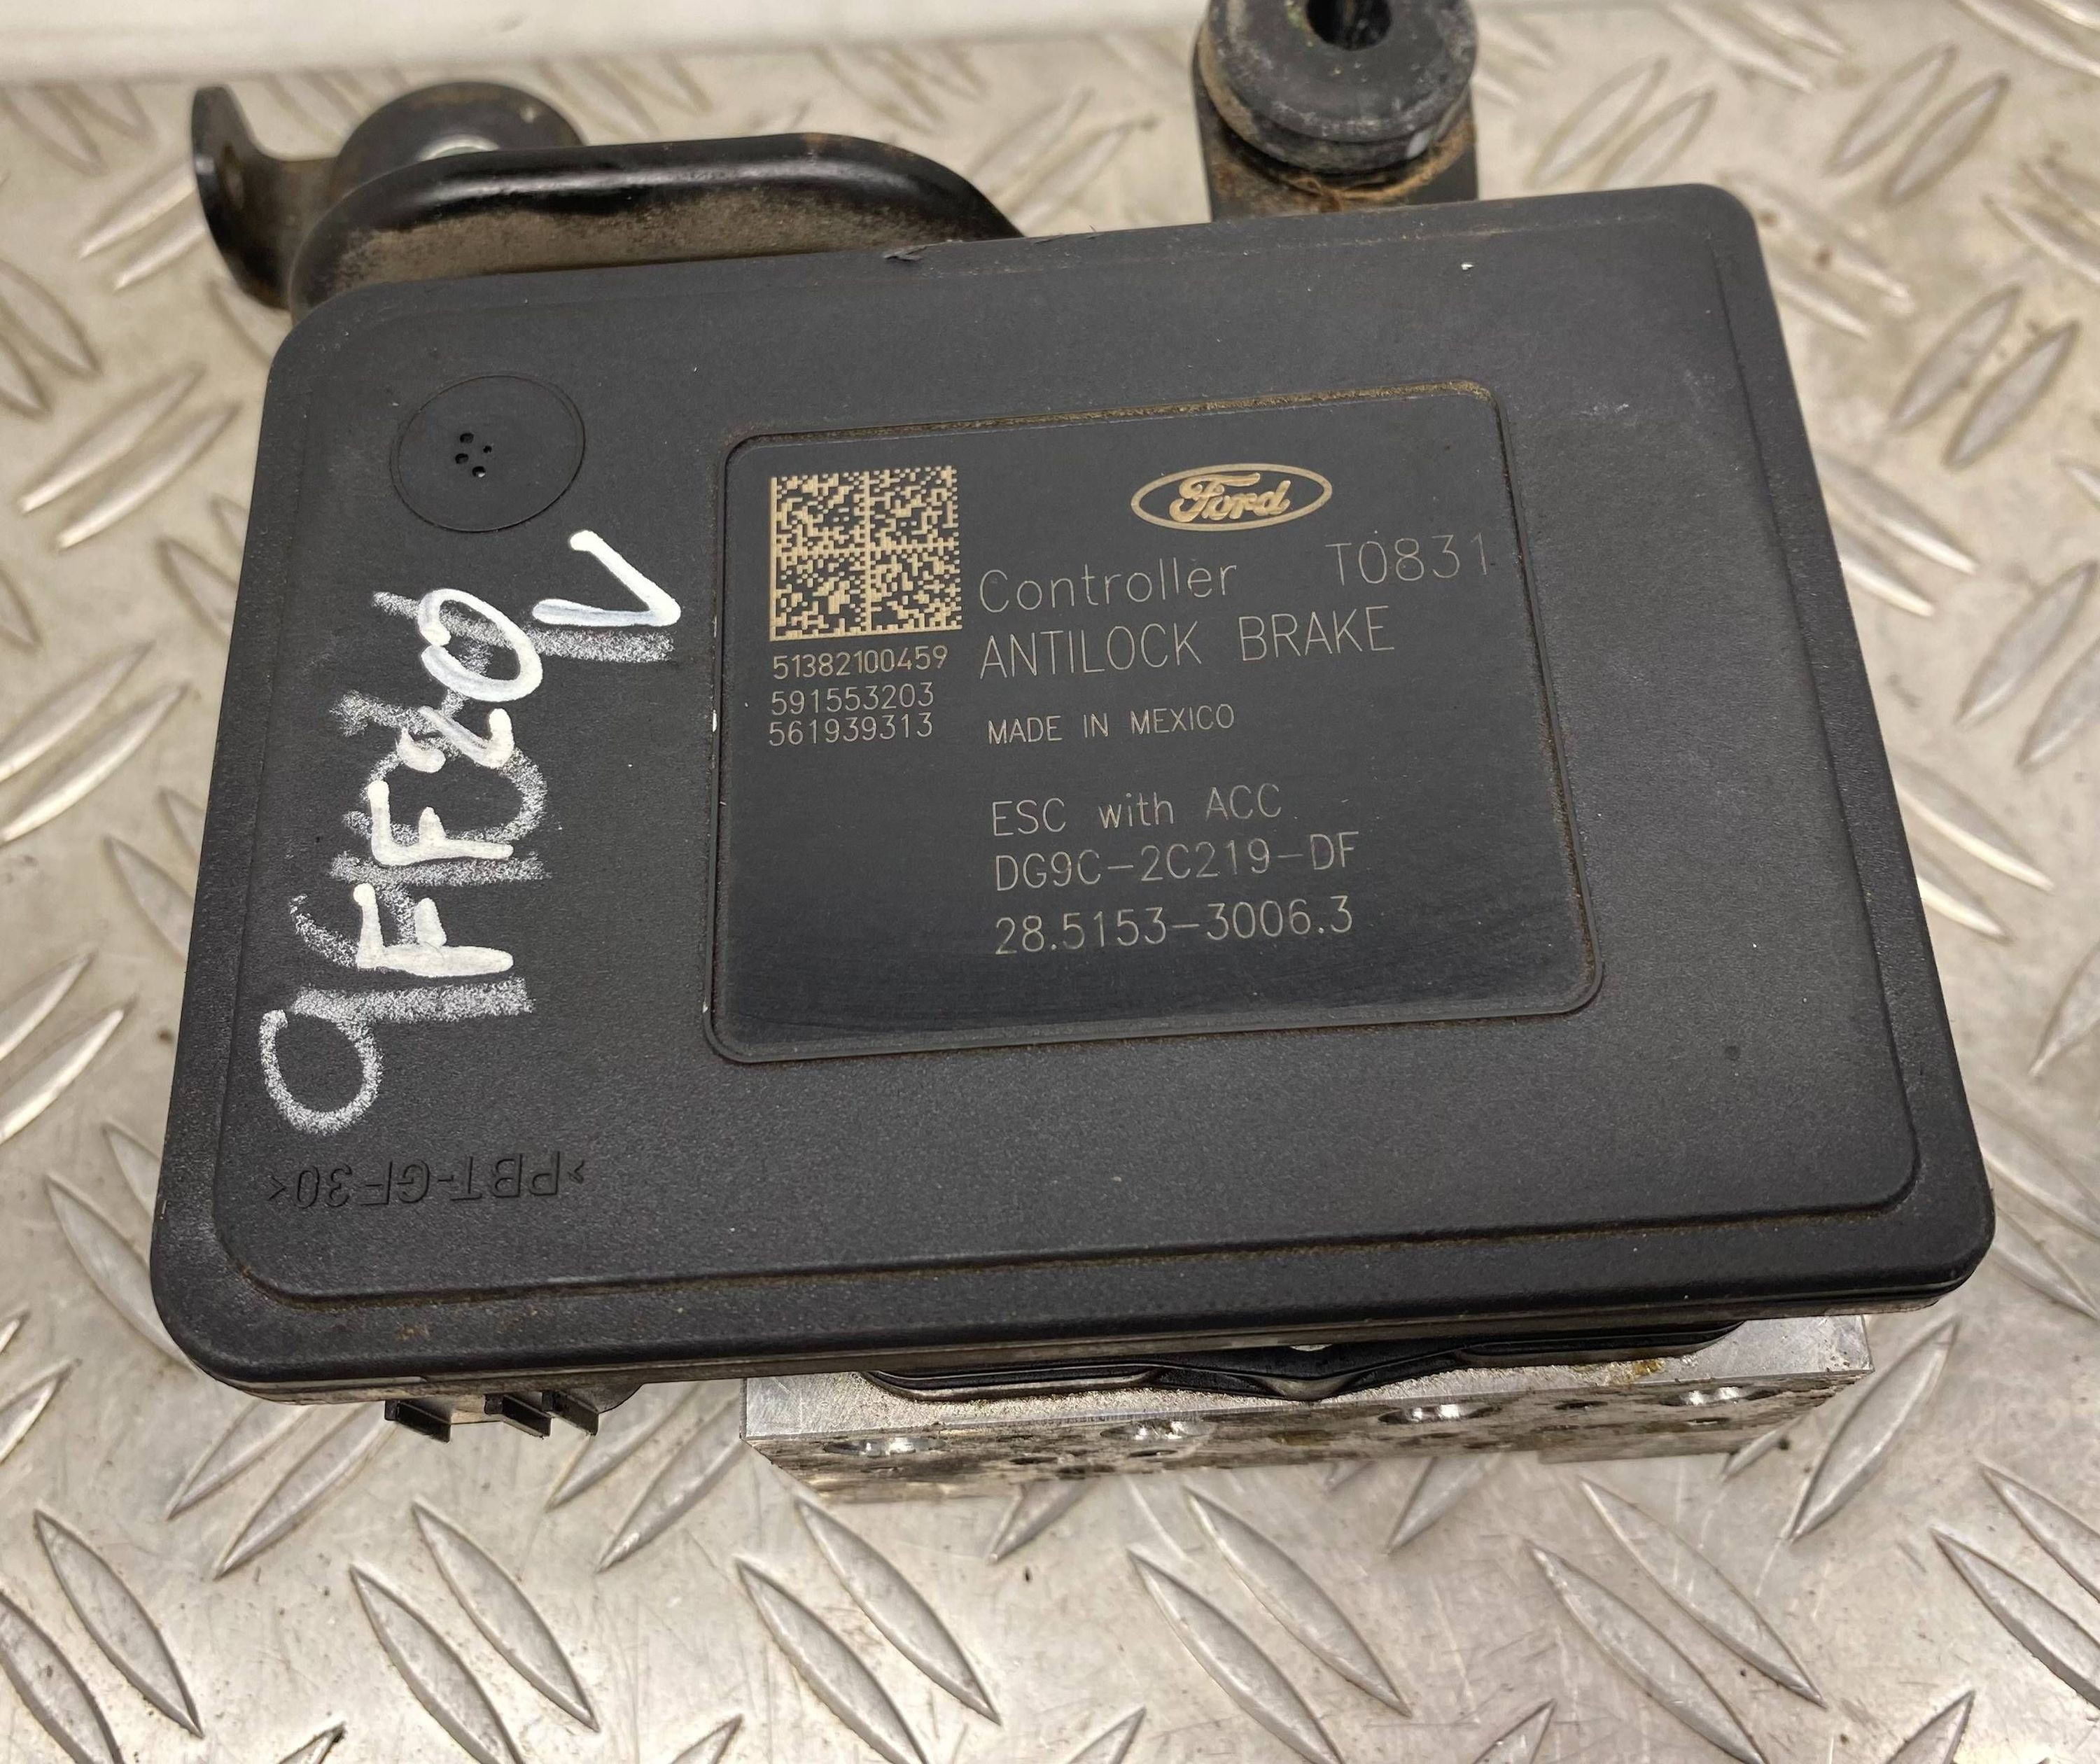 Ford
Controller T0831
ANTILOCK BRAKE
51382100459
591553203
561939313
MADE IN MEXICO
ESC with ACC
DG9C-2C219-DF
28.5153-3006.3
>PBT-GF30<